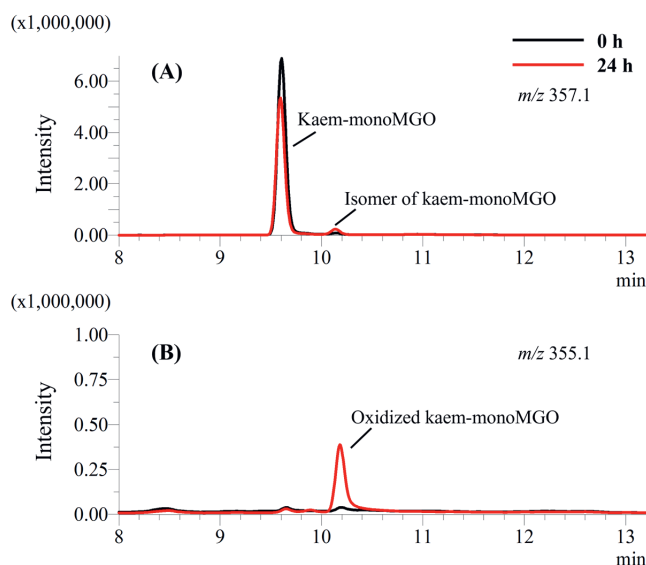 (x1,000,000)
0 h
24 h
(A)
m/z 357.1
6.00
Kaem-monoMGO
4.00
Isomer of kaem-monoMGO
2.00
0.00
Intensity
8 9 10 11 12 13
min
(x1,000,000)
1.00
(B)
m/z 355.1
0.75
Oxidized kaem-monoMGO
0.50
0.25
0.00
Intensity
8 9 10 11 12 13
min